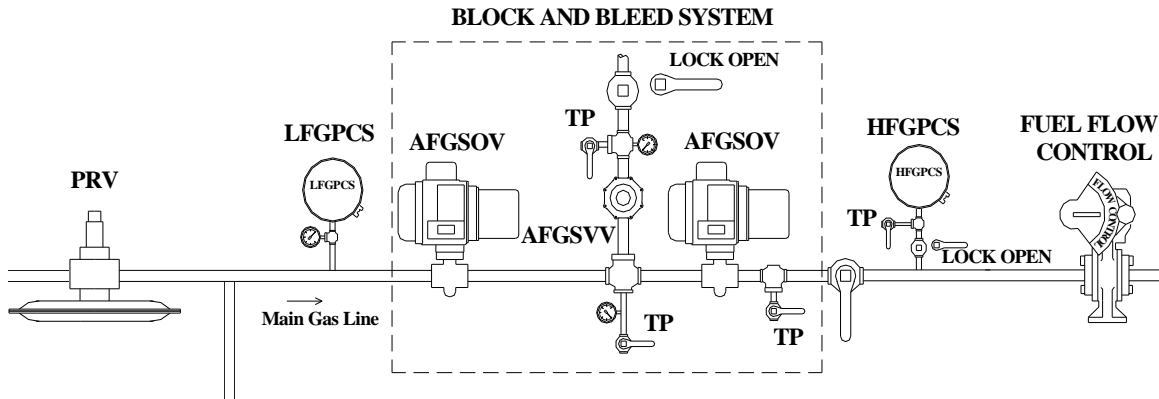 BLOCK AND BLEED SYSTEM
LOCK OPEN
TP
LFGPCS
AFGSOV
AFGSOV
HFGPCS
FUEL FLOW
CONTROL
PRV
LFGPCS
HFGPCS
FLOW CONTROL
TP
AFGSVV
LOCK OPEN
Main Gas Line
TP
TP